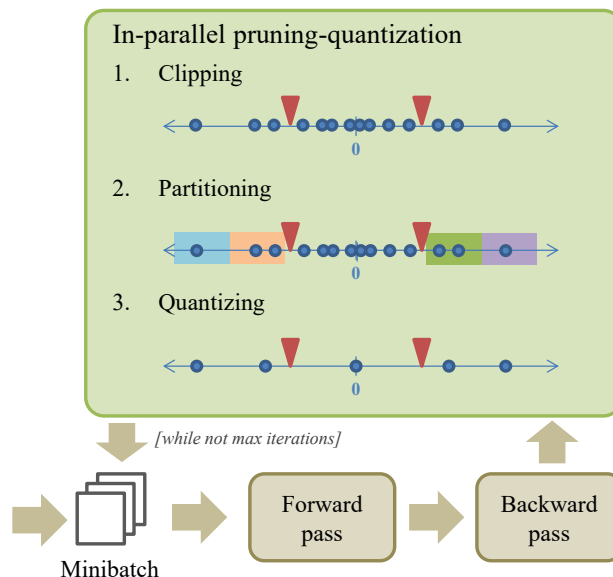 In-parallel pruning-quantization
1. Clipping
0
2. Partitioning
0
3. Quantizing
0
[while not max iterations]
Minibatch
Forward
pass
Backward
pass